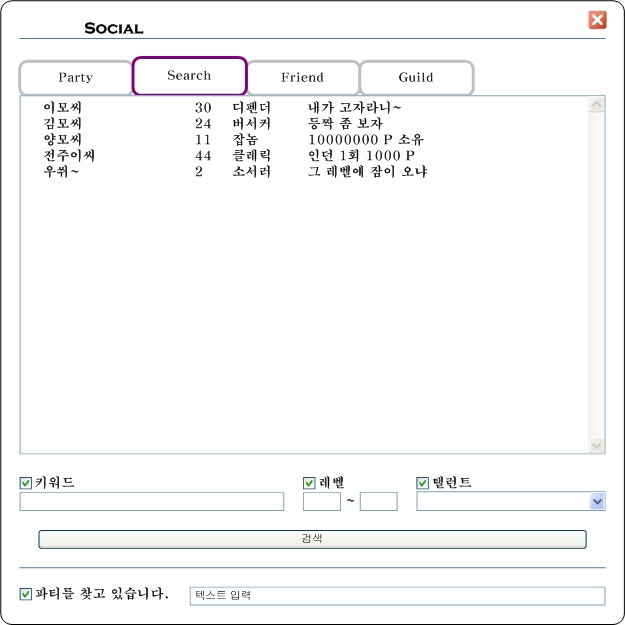 SOCIAL
Party Search Friend Guild
이모씨 30 디펜더 내가 고자라니~
김모씨 24 버서커 등짝 좀 보자
양모씨 11 잡놈 10000000 P 소유
전주이씨 44 클레릭 인던 1회 1000 P
우쒸~ 2 소서러 그 레벨에 잠이 오냐
키워드 레벨 탤런트
~
검색
파티를 찾고 있습니다. 텍스트 입력